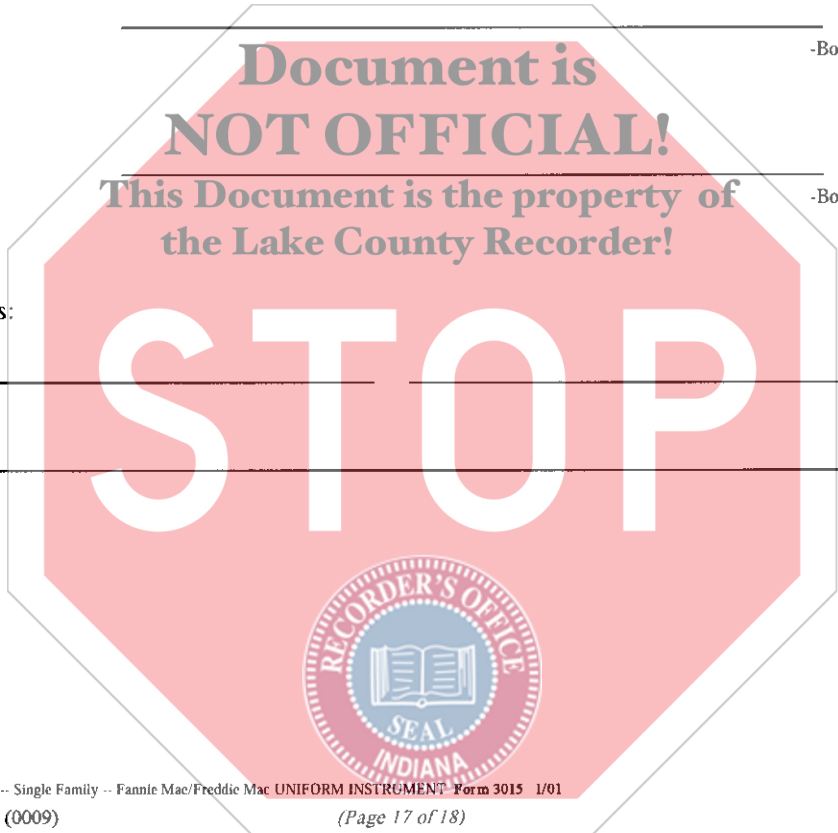 -Bo
Document is
NOT OFFICIAL!
This Document is the property of
-Bo
the Lake County Recorder!
s:
STOP
RECORDER'S OFFICE
SEAL
INDIANA
-- Single Family -- Fannie Mae/Freddie Mac UNIFORM INSTRUMENT Form 3015 1/01
(0009) (Page 17 of 18)